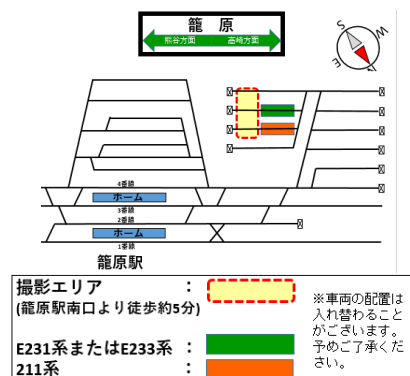 籠 原
熊谷方面 高崎方面
S
W
E
N
4番線
ホーム
3番線
2番線
ホーム
1番線
籠原駅
撮影エリア :
(籠原駅南口より徒歩約5分)
E231系またはE233系 :
211系 :
※車両の配置は
入れ替わること
がございます。
予めご了承くだ
さい。